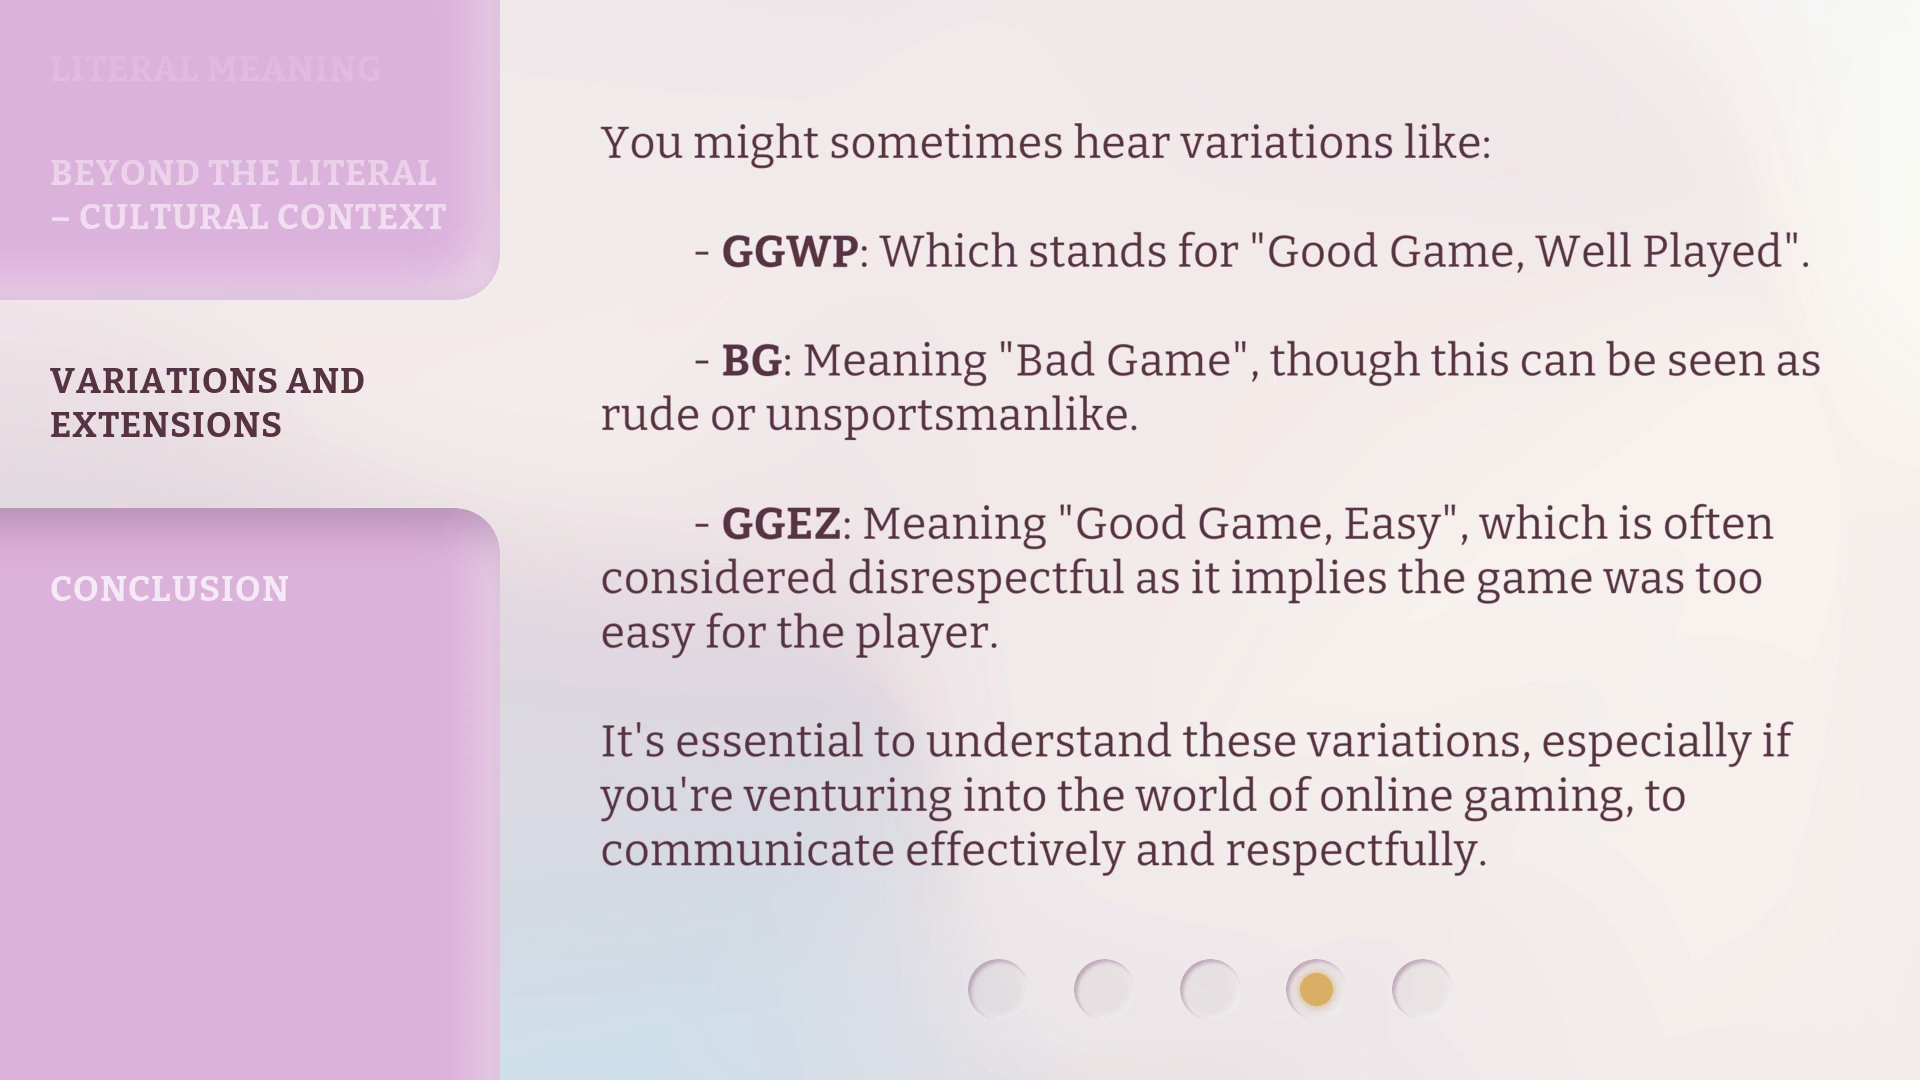 LITERAL MEANING
BEYOND THE LITERAL
– CULTURAL CONTEXT
VARIATIONS AND
EXTENSIONS
CONCLUSION
You might sometimes hear variations like:
- GGWP: Which stands for "Good Game, Well Played".
- BG: Meaning "Bad Game", though this can be seen as
rude or unsportsmanlike.
- GGEZ: Meaning "Good Game, Easy", which is often
considered disrespectful as it implies the game was too
easy for the player.
It's essential to understand these variations, especially if
you're venturing into the world of online gaming, to
communicate effectively and respectfully.